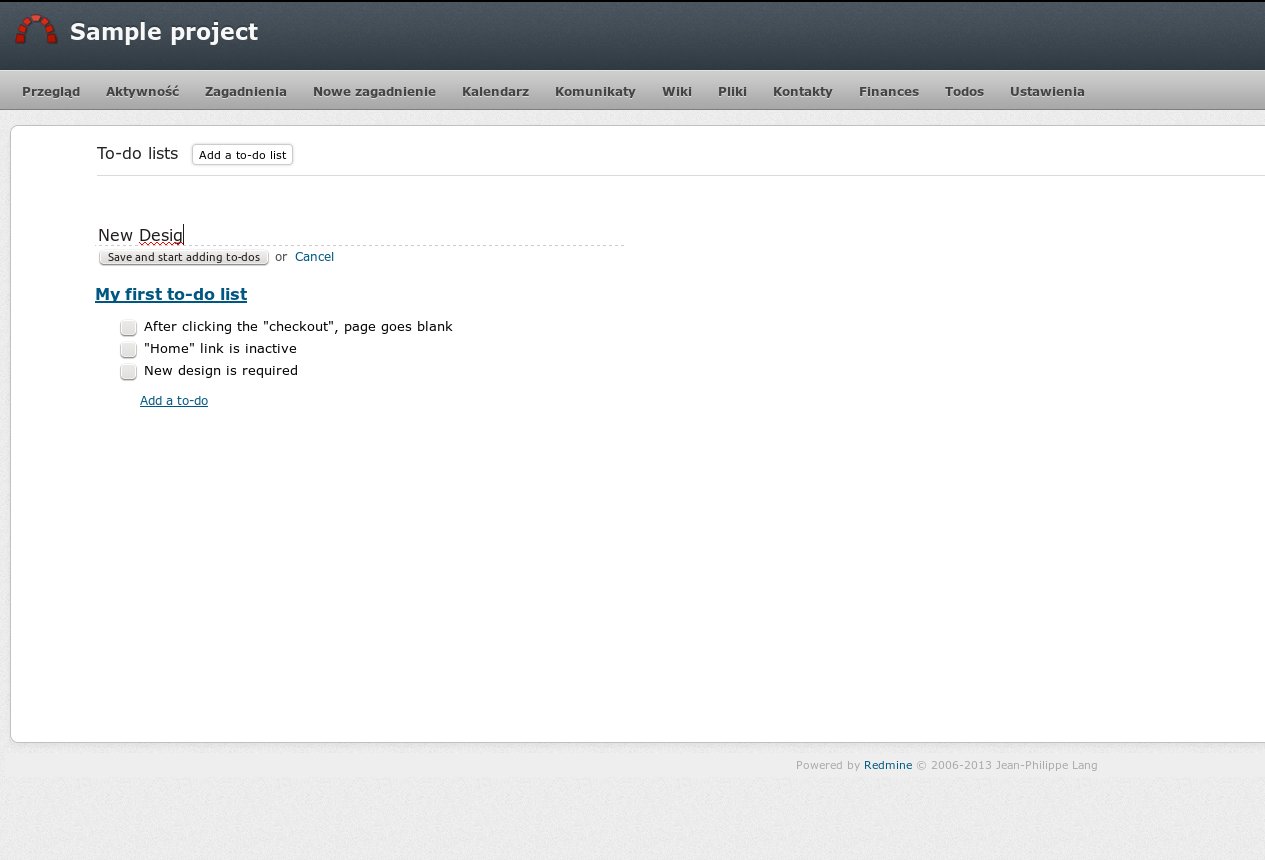 Sample project
Przegląd Aktywność Zagadnienia Nowe zagadnienie Kalendarz Komunikaty Wiki Pliki Kontakty Finances Todos Ustawienia
To-do lists Add a to-do list
New Desig
Save and start adding to-dos or Cancel
My first to-do list
After clicking the "checkout", page goes blank
"Home" link is inactive
New design is required
Add a to-do
Powered by Redmine © 2006-2013 Jean-Philippe Lang